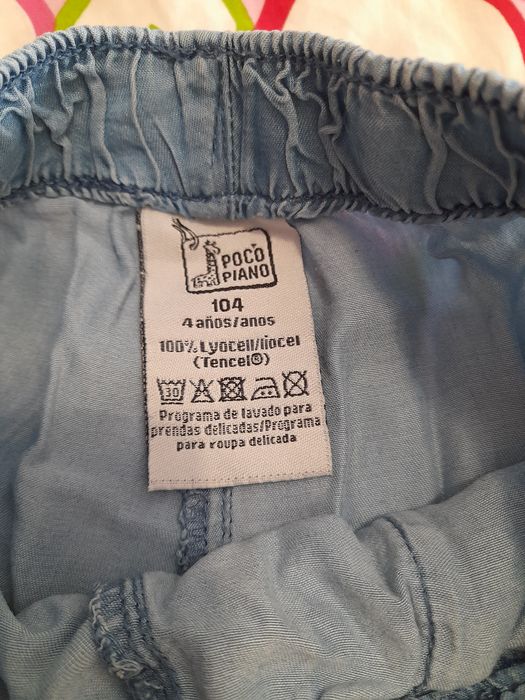 POCO
PIANO
104
4 años/anos
100% Lyocell/liocel
(Tencel®)
30
Programa de lavado para
prendas delicadas/Programa
para roupa delicada